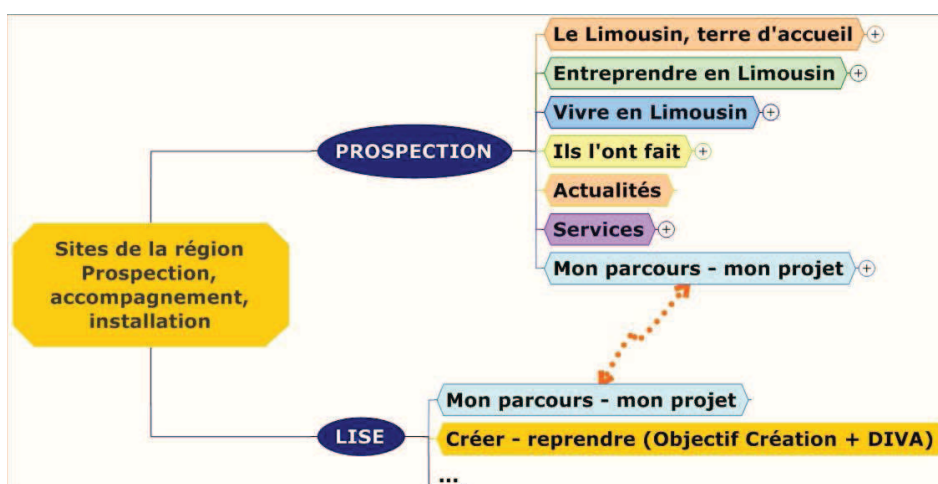 Le Limousin, terre d'accueil
Entreprendre en Limousin
Vivre en Limousin
PROSPECTION
Ils l'ont fait
Actualités
Services
Mon parcours - mon projet
Sites de la région
Prospection,
accompagnement,
installation
Mon parcours - mon projet
LISE
Créer - reprendre (Objectif Création + DIVA)
...